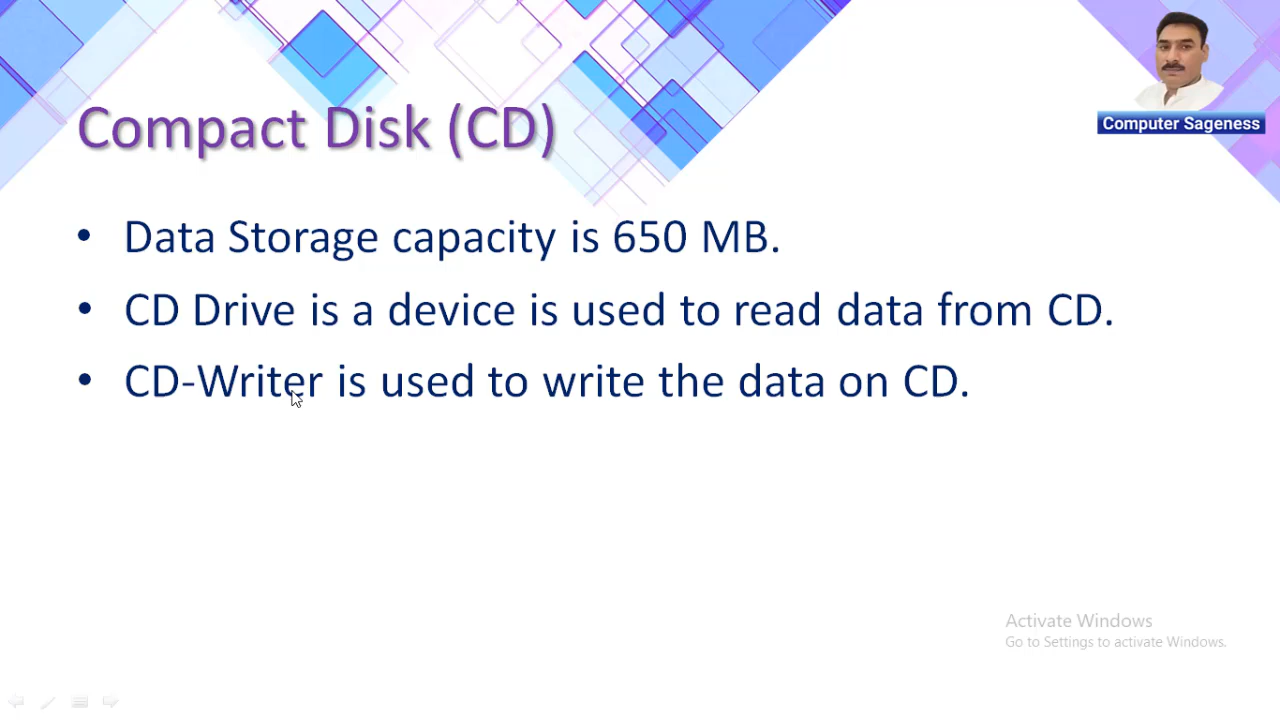 Computer Sageness
Compact Disk (CD)
• Data Storage capacity is 650 MB.
• CD Drive is a device is used to read data from CD.
• CD-Writer is used to write the data on CD.
Activate Windows
Go to Settings to activate Windows.